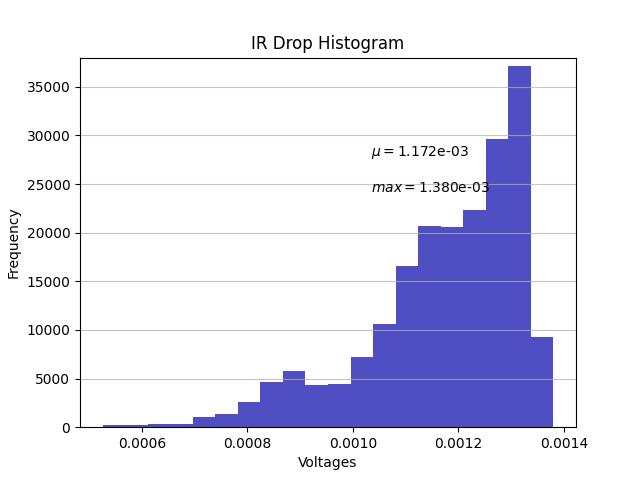 IR Drop Histogram
35000
30000
25000
20000
15000
10000
5000
0
μ = 1.172e-03
max = 1.380e-03
0.0006 0.0008 0.0010 0.0012 0.0014
Voltages
Frequency